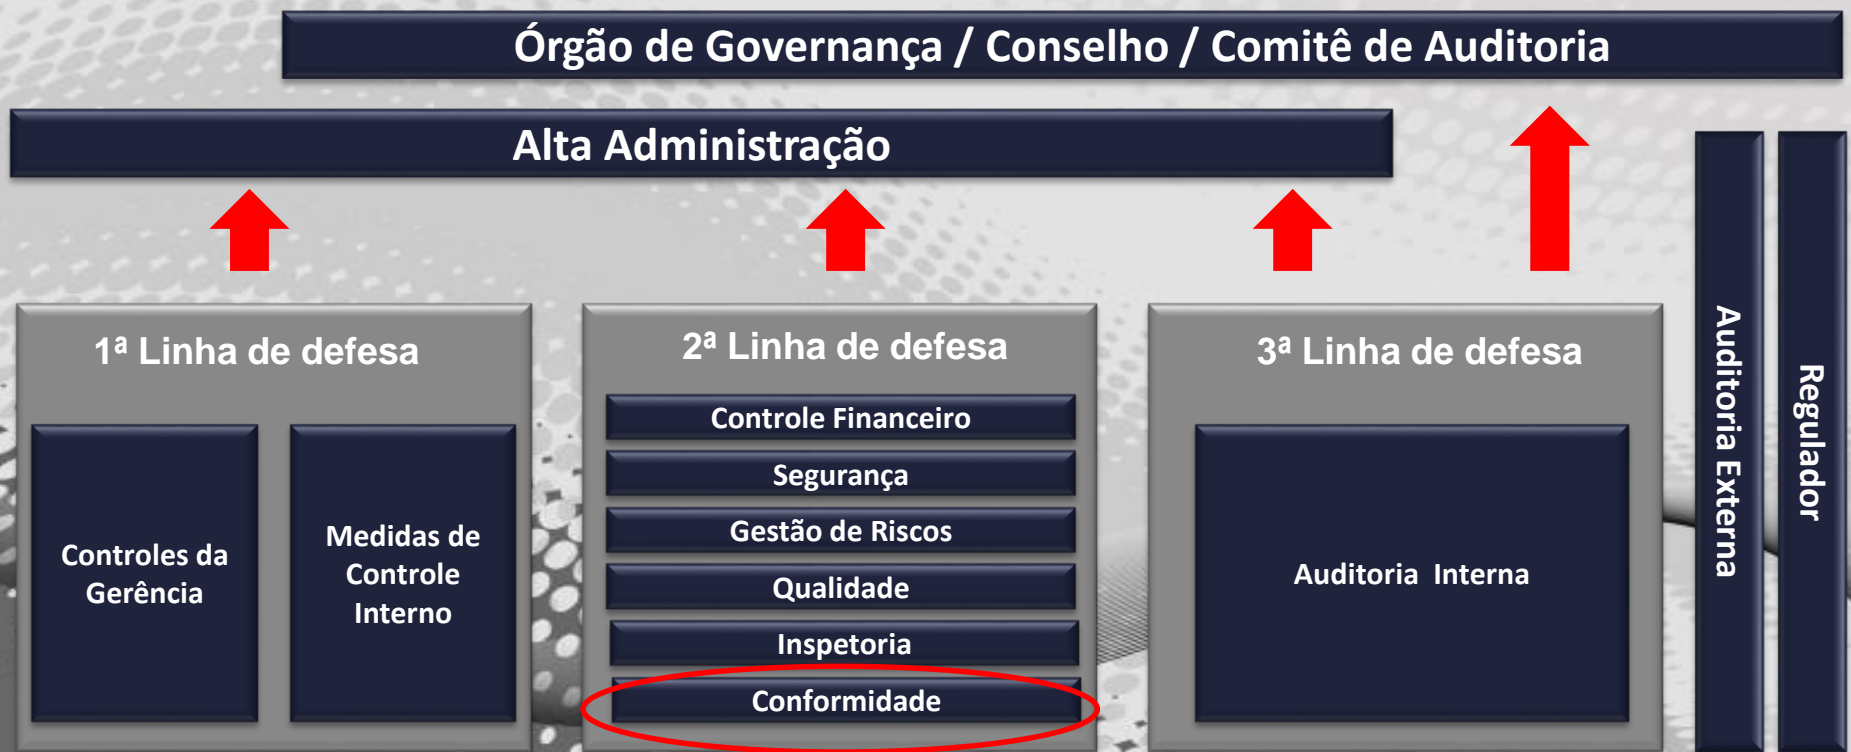 Órgão de Governança / Conselho / Comitê de Auditoria
Alta Administração
1ª Linha de defesa
Controles da
Gerência
Medidas de
Controle
Interno
2ª Linha de defesa
Controle Financeiro
Segurança
Gestão de Riscos
Qualidade
Inspetoria
Conformidade
3ª Linha de defesa
Auditoria Interna
Auditoria Externa
Regulador